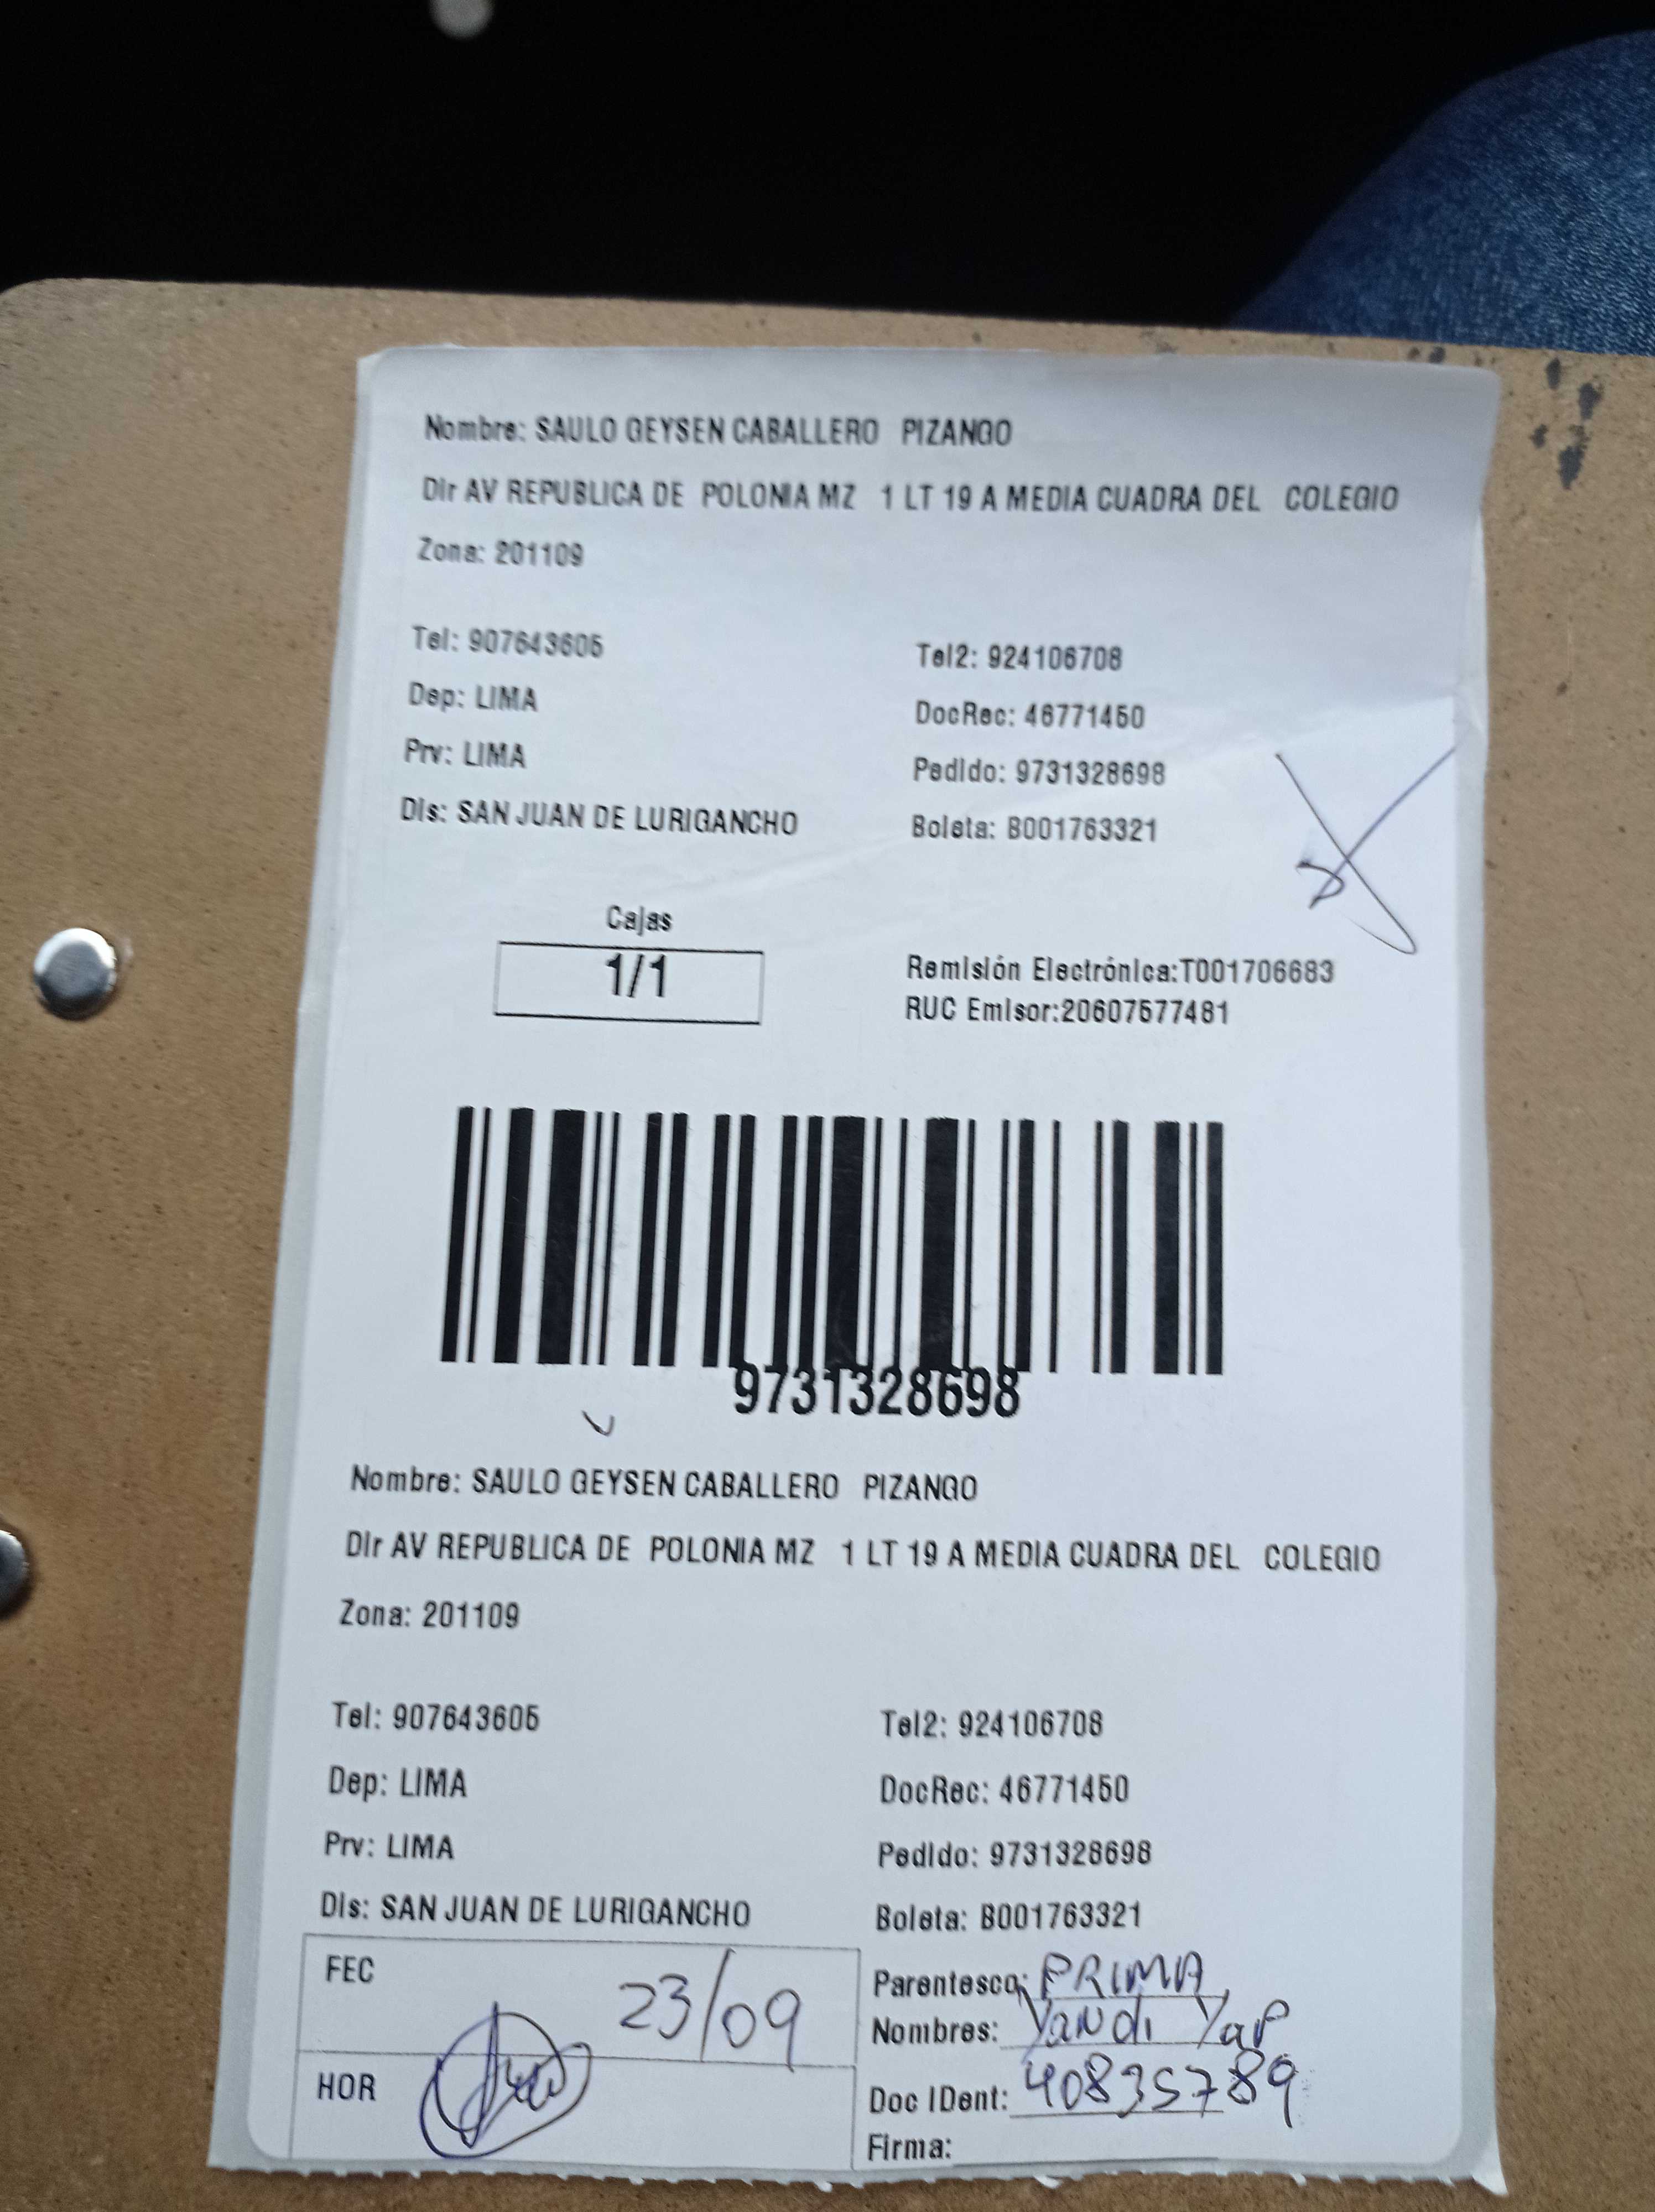 Nombre: SAULO GEYSEN CABALLERO PIZANGO
Dir AV REPUBLICA DE POLONIA MZ 1 LT 19 A MEDIA CUADRA DEL COLEGIO
Zona: 201109
Tel: 907643605 Tel2: 924106708
Dep: LIMA DocRec: 46771450
Prv: LIMA Pedido: 9731328698
Dis: SAN JUAN DE LURIGANCHO Boleta: B001763321
Cajas
1/1
Remisión Electrónica:T001706683
RUC Emisor:20607577481
9731328698
Nombre: SAULO GEYSEN CABALLERO PIZANGO
Dir AV REPUBLICA DE POLONIA MZ 1 LT 19 A MEDIA CUADRA DEL COLEGIO
Zona: 201109
Tel: 907643605 Tel2: 924106708
Dep: LIMA DocRec: 46771450
Prv: LIMA Pedido: 9731328698
Dis: SAN JUAN DE LURIGANCHO Boleta: B001763321
FEC 23/09 Parentesco: PRIMA
Nombres: Yandi Yap
HOR Doc IDent: 40835789
Firma: